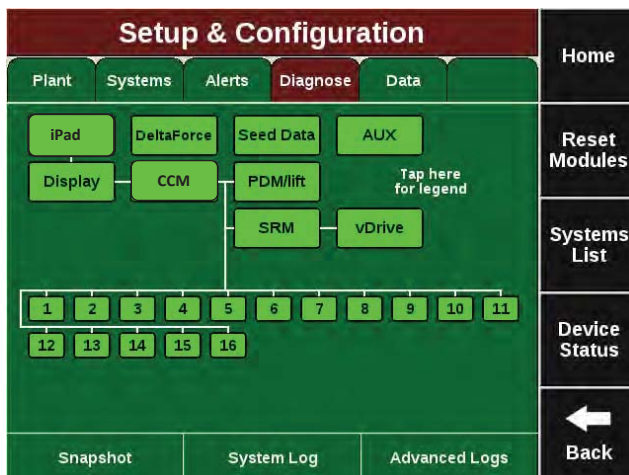 Setup & Configuration
Home
Plant
Systems
Alerts
Diagnose
Data
iPad
DeltaForce
Seed Data
AUX
Reset
Modules
Display
CCM
PDM/lift
Tap here
for legend
SRM
vDrive
Systems
List
1 2 3 4 5 6 7 8 9 10 11
12 13 14 15 16
Device
Status
Snapshot
System Log
Advanced Logs
Back